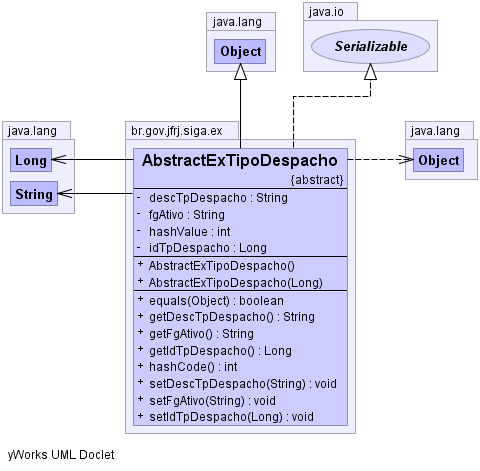 java.lang
Object
java.io
Serializable
java.lang
Long
String
br.gov.jfrj.siga.ex
AbstractExTipoDespacho
{abstract}
- descTpDespacho : String
- fgAtivo : String
- hashValue : int
- idTpDespacho : Long
+ AbstractExTipoDespacho()
+ AbstractExTipoDespacho(Long)
+ equals(Object) : boolean
+ getDescTpDespacho() : String
+ getFgAtivo() : String
+ getIdTpDespacho() : Long
+ hashCode() : int
+ setDescTpDespacho(String) : void
+ setFgAtivo(String) : void
+ setIdTpDespacho(Long) : void
java.lang
Object
yWorks UML Doclet